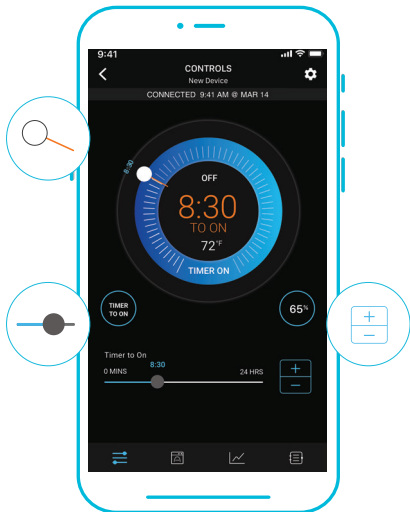 9:41
CONTROLS
New Device
CONNECTED 9:41 AM @ MAR 14
8:30
OFF
8:30
TO ON
72°F
TIMER ON
TIMER
TO ON
65%
Timer to On
8:30
0 MINS
24 HRS
+
−
+
−